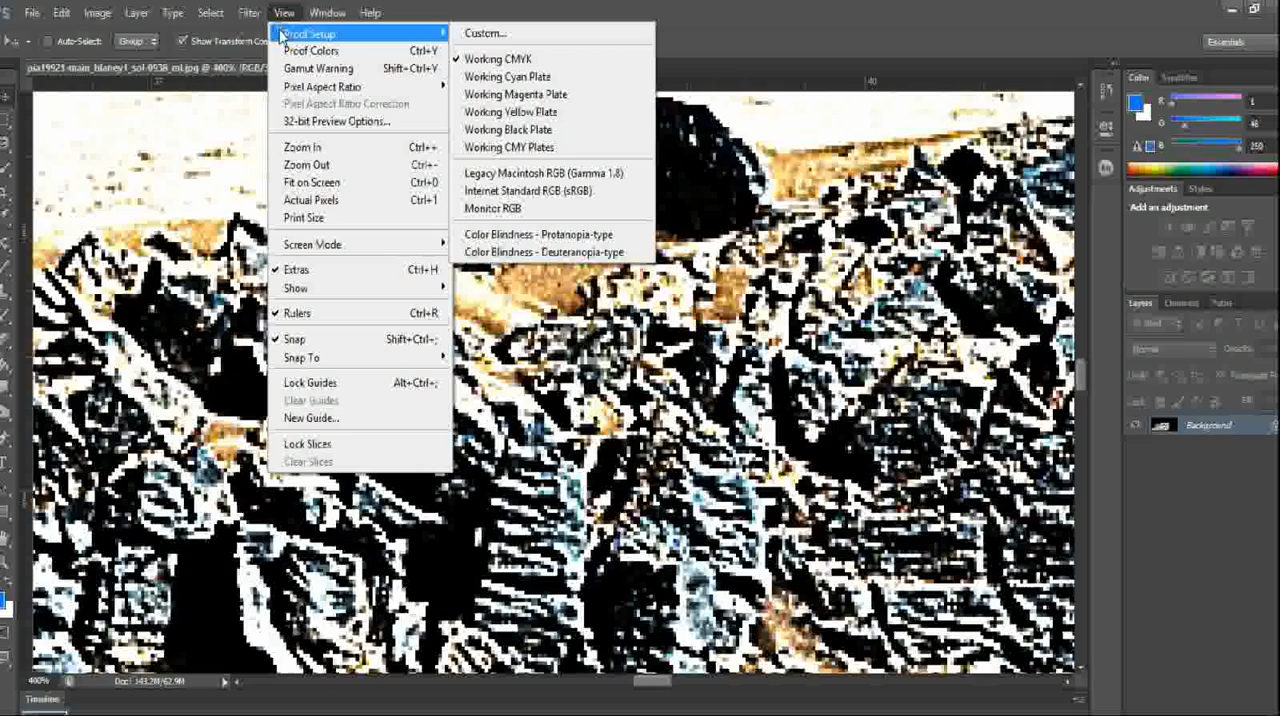 File Edit Image Layer Type Select Filter View Window Help
Auto-Select: Group Show Transform
Essentials
Proof Setup
Proof Colors Ctrl+Y
Gamut Warning Shift+Ctrl+Y
Pixel Aspect Ratio
Pixel Aspect Ratio Correction
32-bit Preview Options...
Zoom In Ctrl++
Zoom Out Ctrl+-
Fit on Screen Ctrl+0
Actual Pixels Ctrl+1
Print Size
Screen Mode
Extras Ctrl+H
Show
Rulers Ctrl+R
Snap Shift+Ctrl+;
Snap To
Lock Guides Alt+Ctrl+;
Clear Guides
New Guide...
Lock Slices
Clear Slices
Custom...
Working CMYK
Working Cyan Plate
Working Magenta Plate
Working Yellow Plate
Working Black Plate
Working CMY Plates
Legacy Macintosh RGB (Gamma 1.8)
Internet Standard RGB (sRGB)
Monitor RGB
Color Blindness - Protanopia-type
Color Blindness - Deuteranopia-type
40
Color Swatches
Adjustments Styles
Add an adjustment
Layers Channels Paths
Normal Opacity:
Lock:
Background
400% Doc: 143.2M/62.9M
Timeline